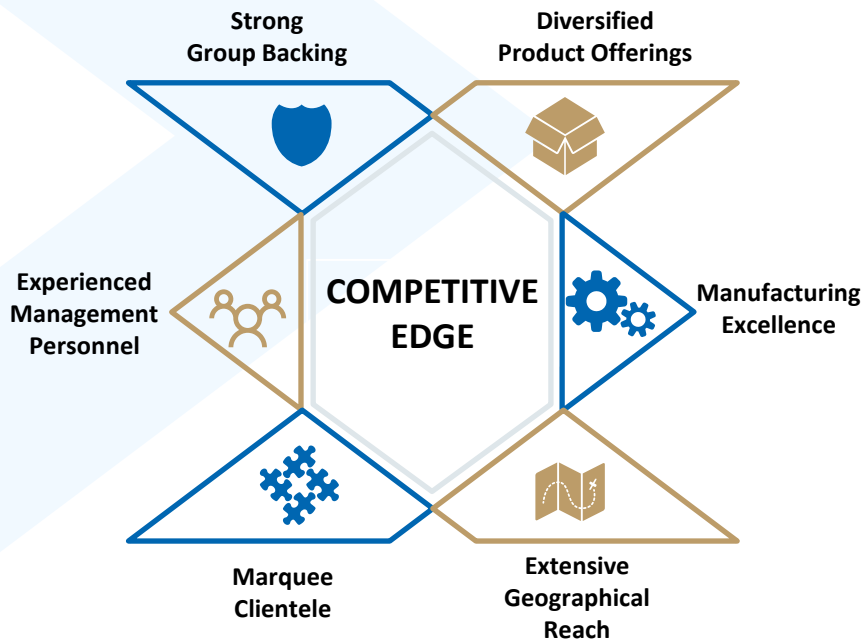 Strong
Group Backing
Diversified
Product Offerings
Experienced
Management
Personnel
COMPETITIVE
EDGE
Manufacturing
Excellence
Marquee
Clientele
Extensive
Geographical
Reach